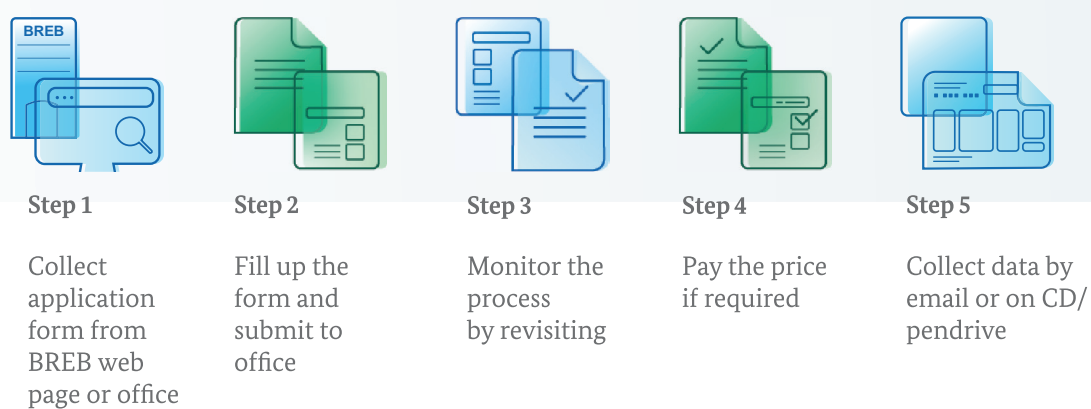 BREB
Step 1
Collect
application
form from
BREB web
page or office
Step 2
Fill up the
form and
submit to
office
Step 3
Monitor the
process
by revisiting
Step 4
Pay the price
if required
Step 5
Collect data by
email or on CD/
pendrive